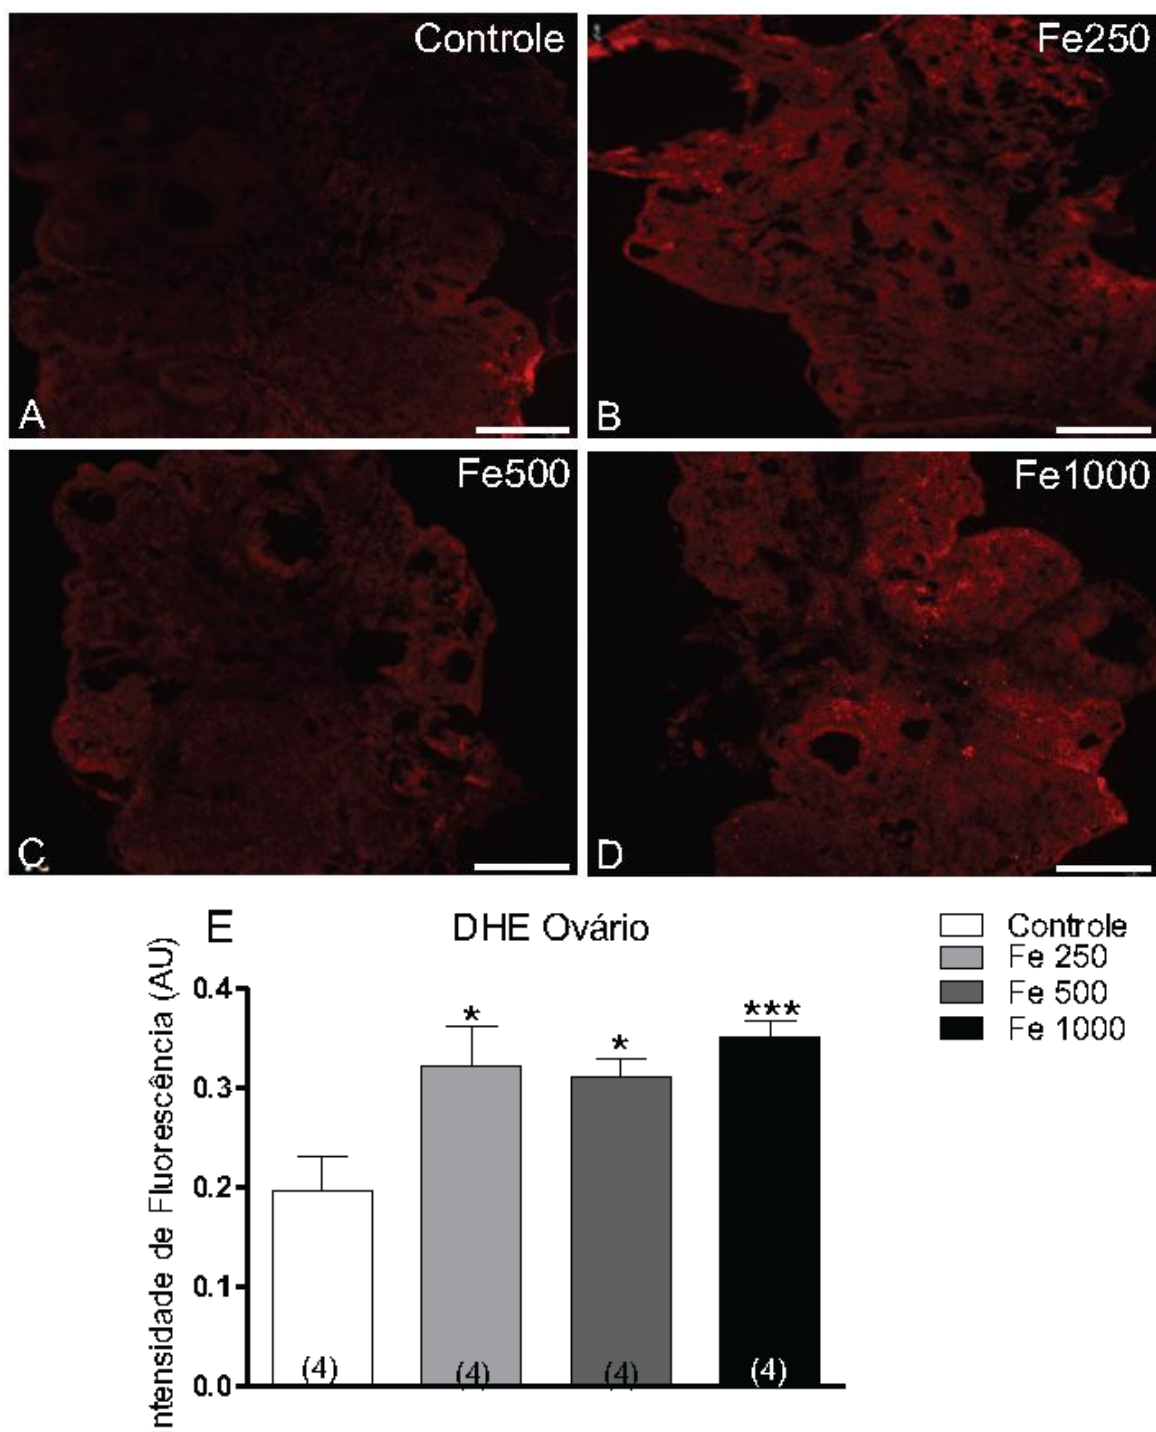 Controle
Fe250
A
B
Fe500
Fe1000
C
D
E
DHE Ovário
Controle
Fe 250
Fe 500
Fe 1000
ntensidade de Fluorescência (AU)
0.4
0.3
0.2
0.1
0.0
*
*
***
(4)
(4)
(4)
(4)